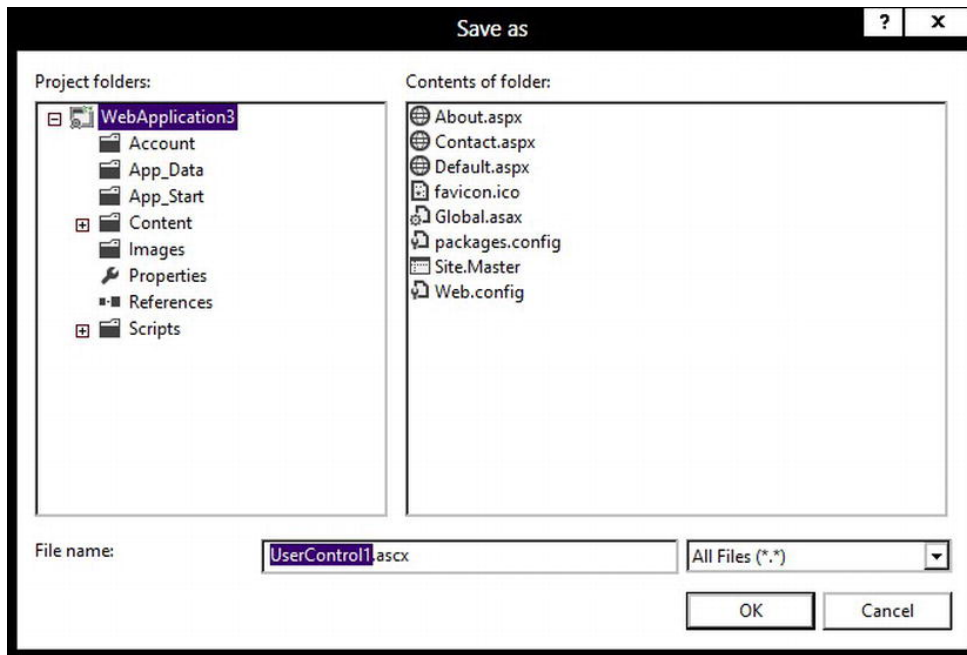 Save as
? x
Project folders:
WebApplication3
Account
App_Data
App_Start
Content
Images
Properties
References
Scripts
Contents of folder:
About.aspx
Contact.aspx
Default.aspx
favicon.ico
Global.asax
packages.config
Site.Master
Web.config
File name:
UserControl1.ascx
All Files (*.*)
OK
Cancel